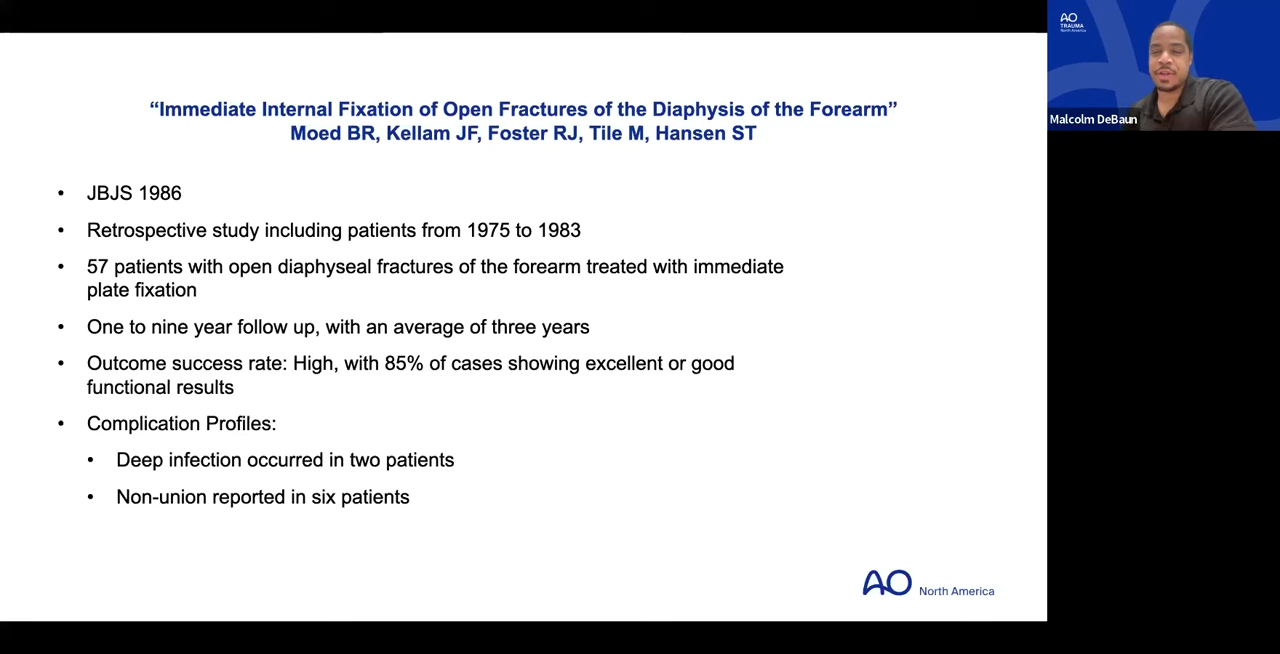 “Immediate Internal Fixation of Open Fractures of the Diaphysis of the Forearm”
Moed BR, Kellam JF, Foster RJ, Tile M, Hansen ST
• JBJS 1986
• Retrospective study including patients from 1975 to 1983
• 57 patients with open diaphyseal fractures of the forearm treated with immediate
plate fixation
• One to nine year follow up, with an average of three years
• Outcome success rate: High, with 85% of cases showing excellent or good
functional results
• Complication Profiles:
• Deep infection occurred in two patients
• Non-union reported in six patients
AO North America
AO
TRAUMA
North America
Malcolm DeBaun